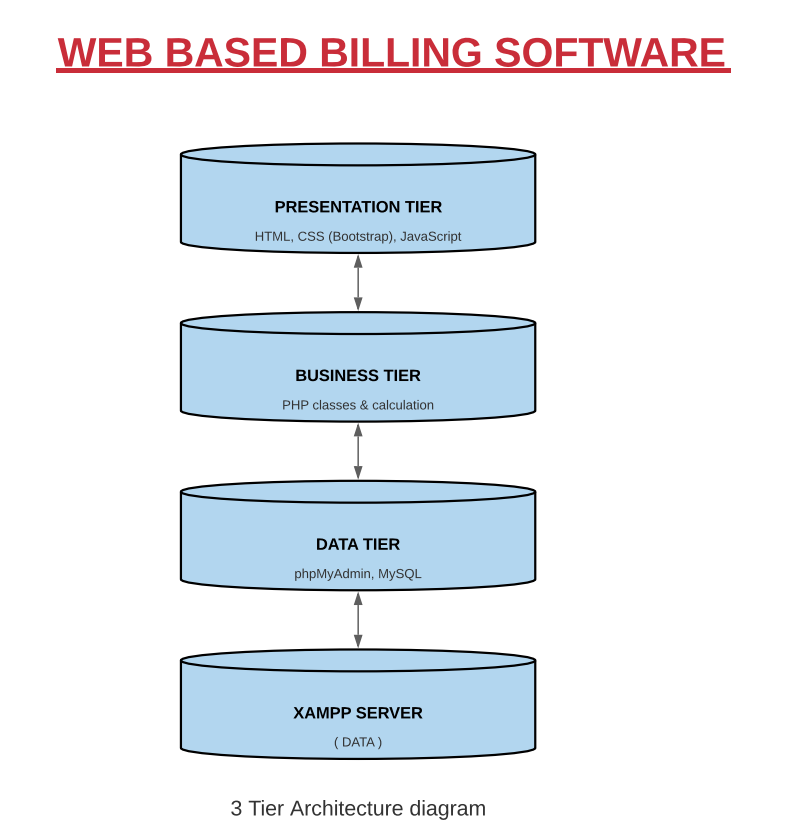 WEB BASED BILLING SOFTWARE
PRESENTATION TIER
HTML, CSS (Bootstrap), JavaScript
BUSINESS TIER
PHP classes & calculation
DATA TIER
phpMyAdmin, MySQL
XAMPP SERVER
( DATA )
3 Tier Architecture diagram